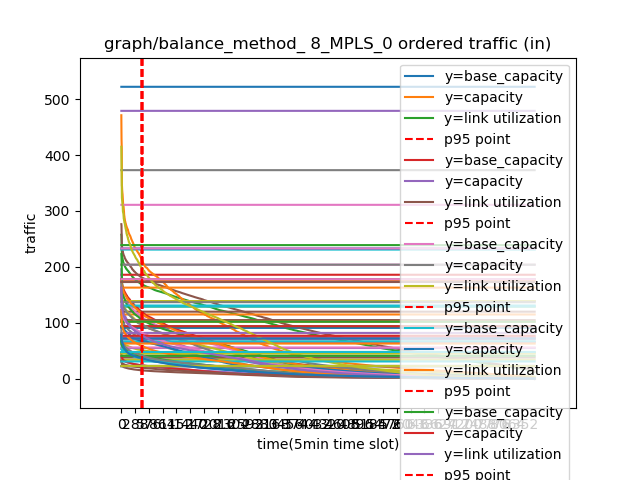 graph/balance_method_ 8_MPLS_0 ordered traffic (in)
traffic
500
400
300
200
100
0
time(5min time slot)
y=base_capacity
y=capacity
y=link utilization
p95 point
y=base_capacity
y=capacity
y=link utilization
p95 point
y=base_capacity
y=capacity
y=link utilization
p95 point
y=base_capacity
y=capacity
y=link utilization
p95 point
y=base_capacity
y=capacity
y=link utilization
p95 point